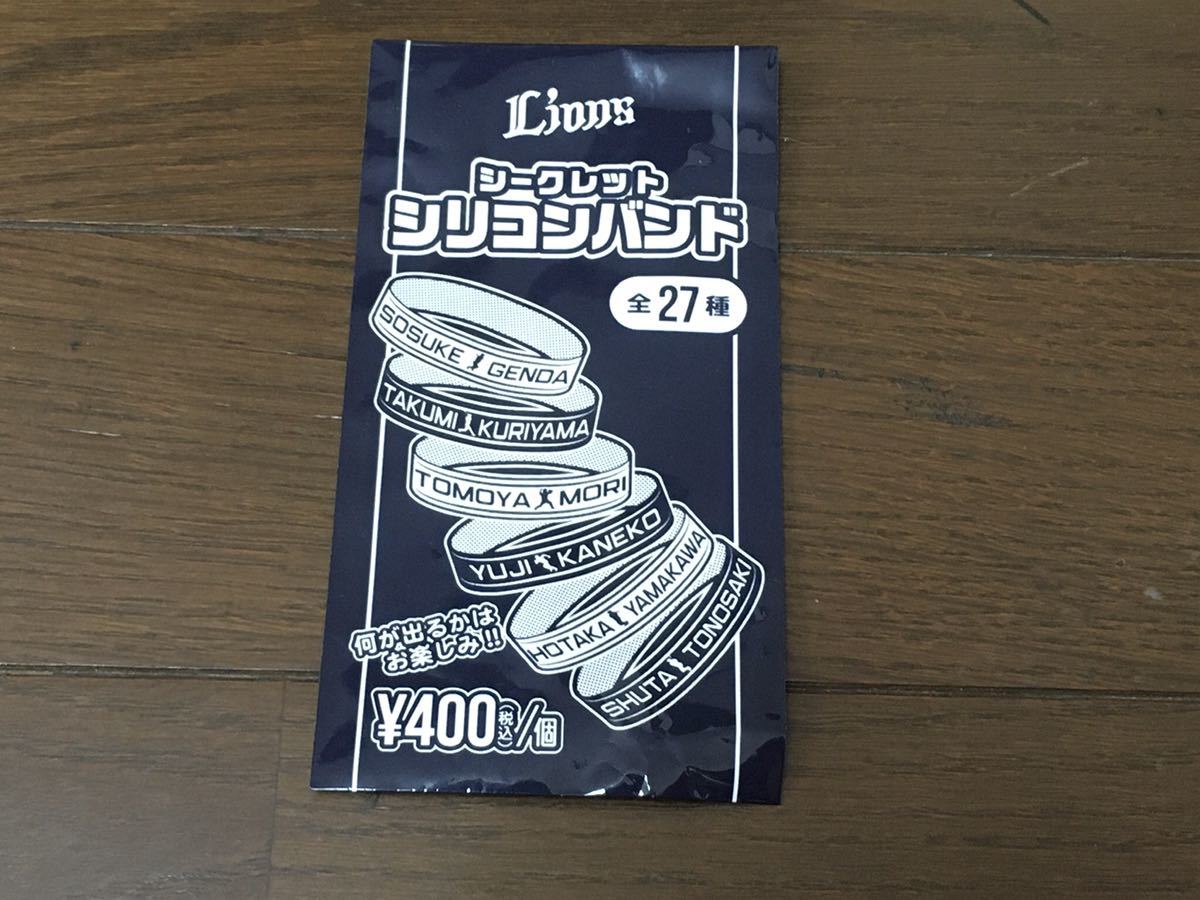 Lions
シークレット
シリコンバンド
全27種
SOSUKE GENDA
TAKUMI KURIYAMA
TOMOYA MORI
YUJI KANEKO
HOTAKA YAMAKAWA
SHUTA TONOSAKI
何が出るかは
お楽しみ!!
¥400(税込)/個